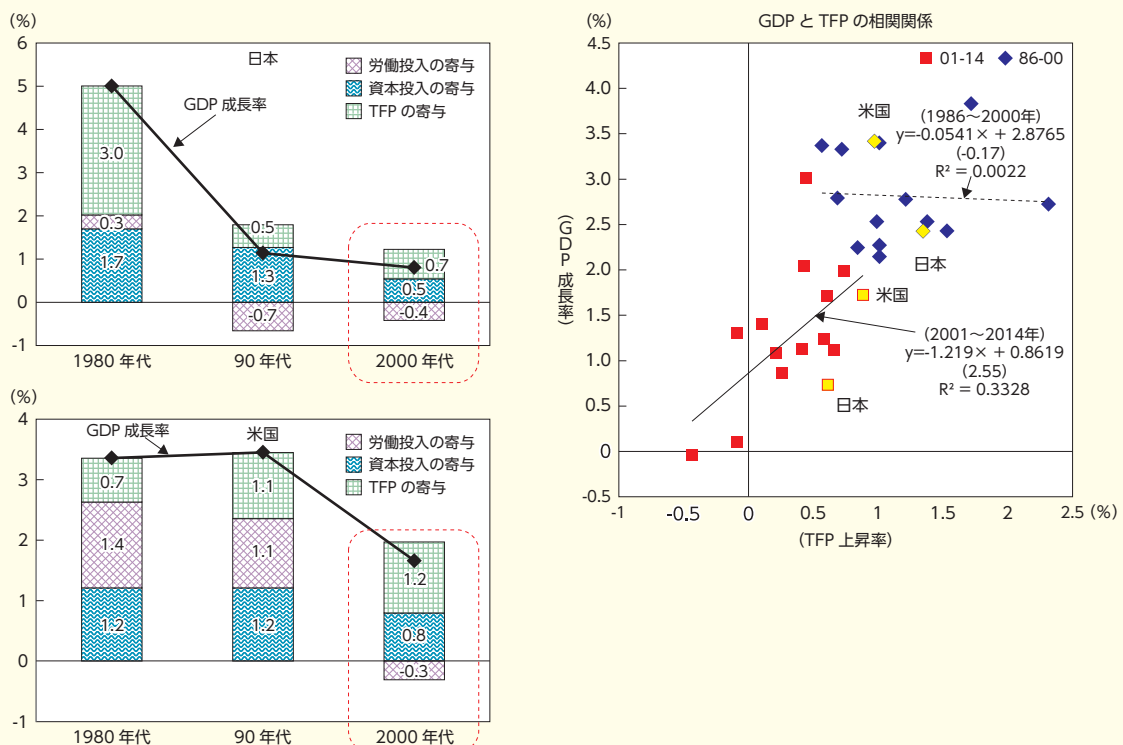 (%)
日本
6
5
4
3
2
1
0
-1
労働投入の寄与
資本投入の寄与
TFP の寄与
GDP 成長率
3.0
0.3
1.7
0.5
1.3
-0.7
0.7
0.5
-0.4
1980 年代
90 年代
2000 年代
(%)
米国
4
3
2
1
0
-1
GDP 成長率
労働投入の寄与
資本投入の寄与
TFP の寄与
0.7
1.4
1.2
1.1
1.1
1.2
1.2
0.8
-0.3
1980 年代
90 年代
2000 年代
GDP と TFP の相関関係
(%)
4.5
4.0
3.5
3.0
2.5
2.0
1.5
1.0
0.5
0
-0.5
(GDP成長率)
01-14
86-00
米国
(1986～2000年)
y=-0.0541× + 2.8765
(-0.17)
R² = 0.0022
日本
米国
(2001～2014年)
y=-1.219× + 0.8619
(2.55)
R² = 0.3328
日本
-1
-0.5
0
0.5
1
1.5
2
2.5 (%)
(TFP 上昇率)